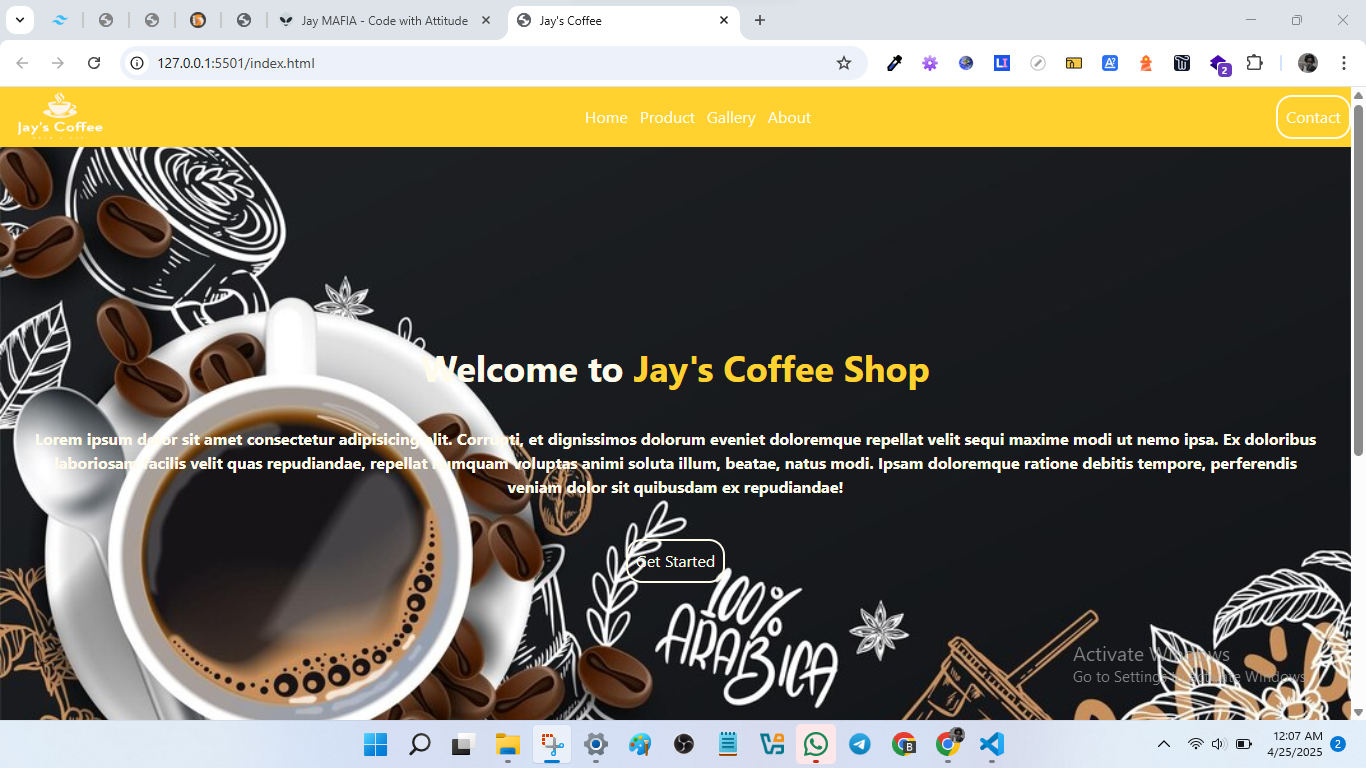 Jay MAFIA - Code with Attitude
Jay's Coffee
127.0.0.1:5501/index.html
2
Jay's Coffee
Home Product Gallery About
Contact
Welcome to Jay's Coffee Shop
Lorem ipsum dolor sit amet consectetur adipisicing elit. Corrupti, et dignissimos dolorum eveniet doloremque repellat velit sequi maxime modi ut nemo ipsa. Ex doloribus
laboriosam facilis velit quas repudiandae, repellat numquam voluptas animi soluta illum, beatae, natus modi. Ipsam doloremque ratione debitis tempore, perferendis
veniam dolor sit quibusdam ex repudiandae!
Get Started
100%
ARABICA
Activate Windows
Go to Settings to activate Windows.
12:07 AM
4/25/2025
2